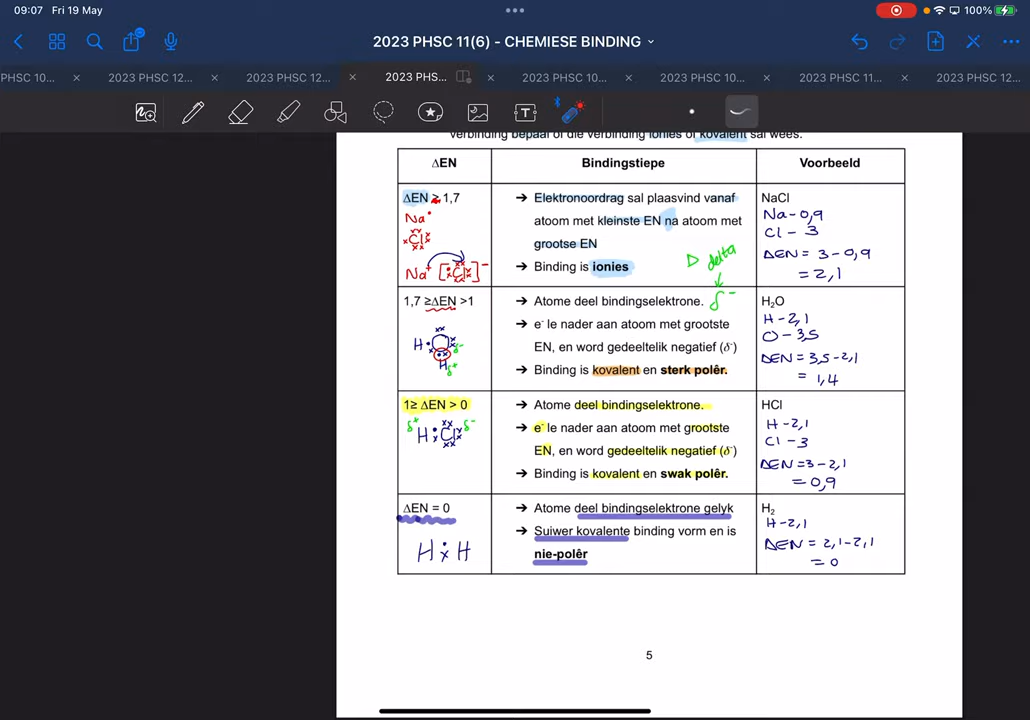 09:07 Fri 19 May
100%
2023 PHSC 11(6) - CHEMIESE BINDING
PHSC 10...
2023 PHSC 12...
2023 PHSC 12...
2023 PHS...
2023 PHSC 10...
2023 PHSC 10...
2023 PHSC 11...
2023 PHSC 12...
verbinding bepaal of die verbinding ionies of kovalent sal wees.
ΔEN
Bindingstiepe
Voorbeeld
ΔEN ≥ 1,7
Na
Cl
Na⁺ [Cl]⁻
➔ Elektronoordrag sal plaasvind vanaf
atoom met kleinste EN na atoom met
grootse EN
➔ Binding is ionies
D delta
δ⁻
NaCl
Na - 0,9
Cl - 3
ΔEN = 3 - 0,9
= 2,1
1,7 ≥ΔEN >1
H
δ⁻
H δ⁺
➔ Atome deel bindingselektrone.
➔ e⁻ le nader aan atoom met grootste
EN, en word gedeeltelik negatief (δ⁻)
➔ Binding is kovalent en sterk polêr.
H₂O
H - 2,1
O - 3,5
ΔEN = 3,5 - 2,1
= 1,4
1≥ ΔEN > 0
δ⁺ H Cl δ⁻
➔ Atome deel bindingselektrone.
➔ e⁻ le nader aan atoom met grootste
EN, en word gedeeltelik negatief (δ⁻)
➔ Binding is kovalent en swak polêr.
HCl
H - 2,1
Cl - 3
ΔEN = 3 - 2,1
= 0,9
ΔEN = 0
H x H
➔ Atome deel bindingselektrone gelyk
➔ Suiwer kovalente binding vorm en is
nie-polêr
H₂
H - 2,1
ΔEN = 2,1 - 2,1
= 0
5